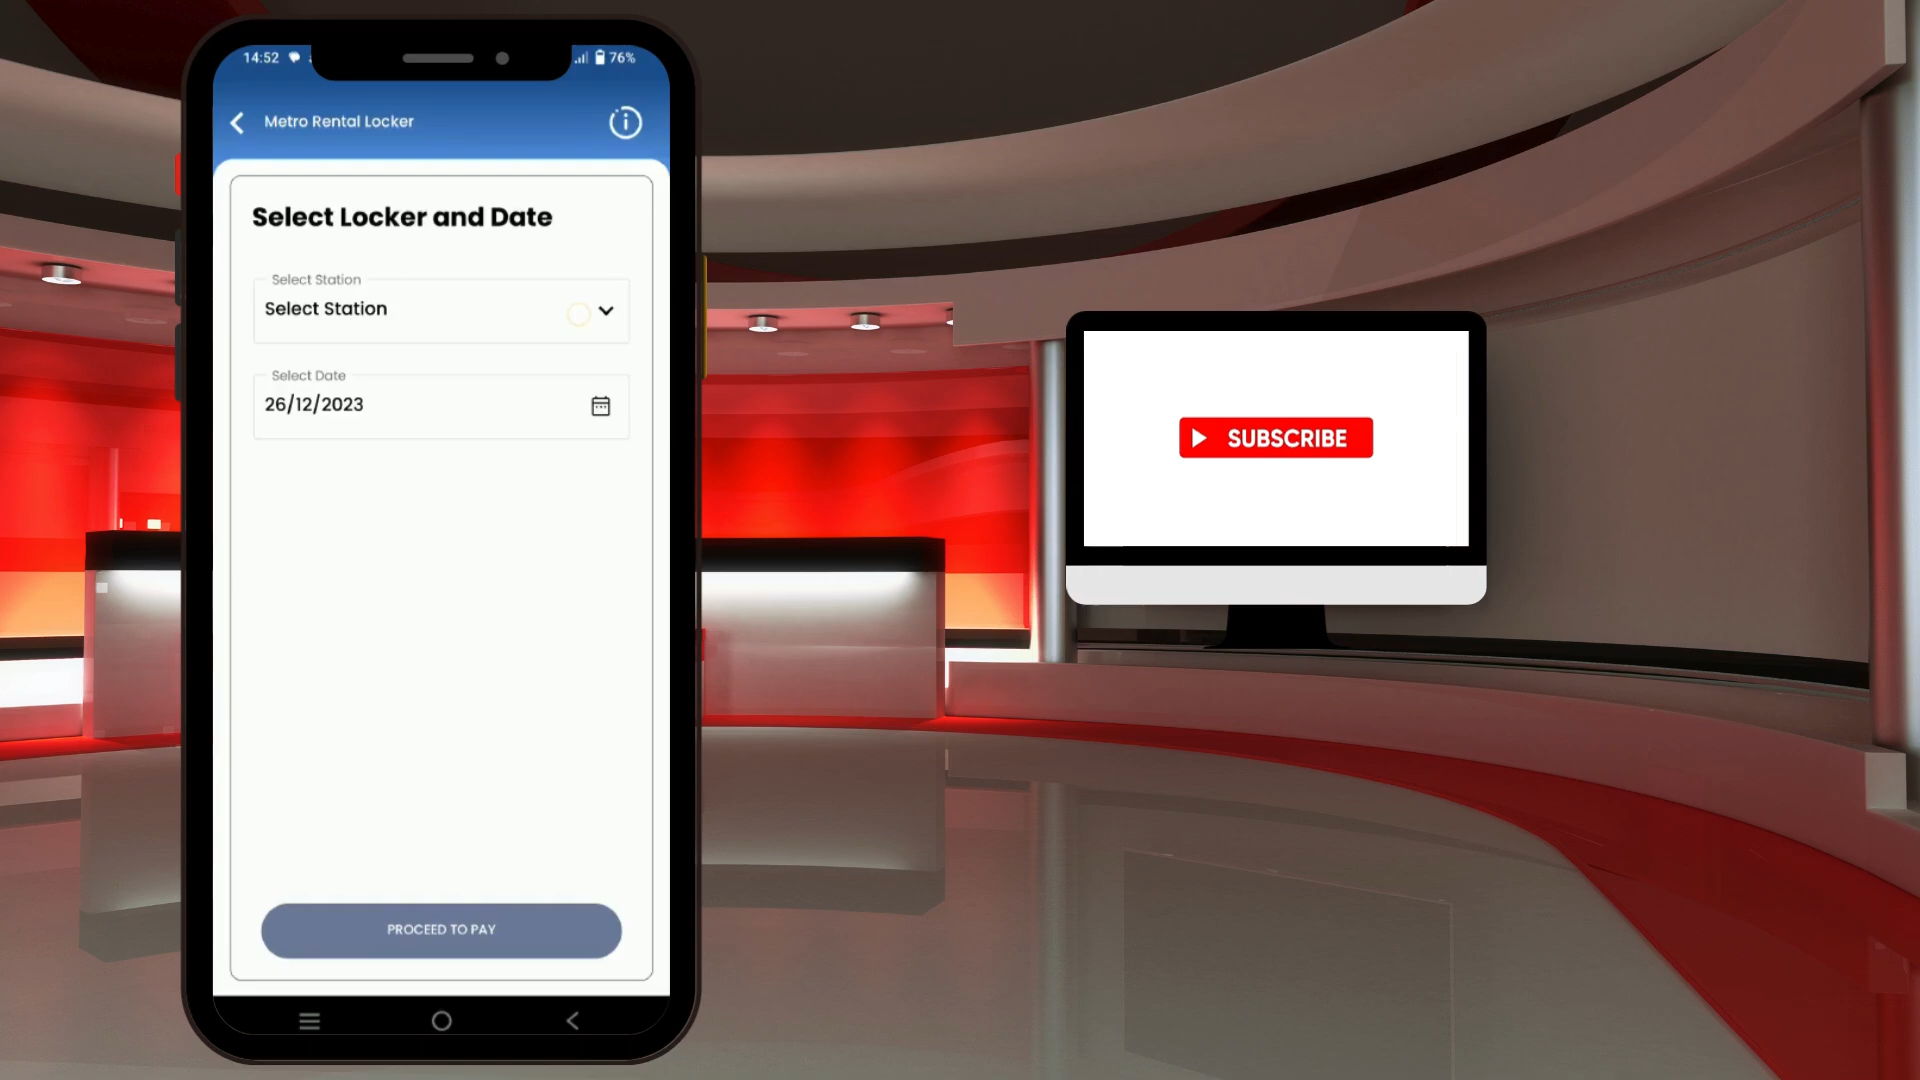 14:52
76%
Metro Rental Locker
Select Locker and Date
Select Station
Select Station
Select Date
26/12/2023
PROCEED TO PAY
SUBSCRIBE